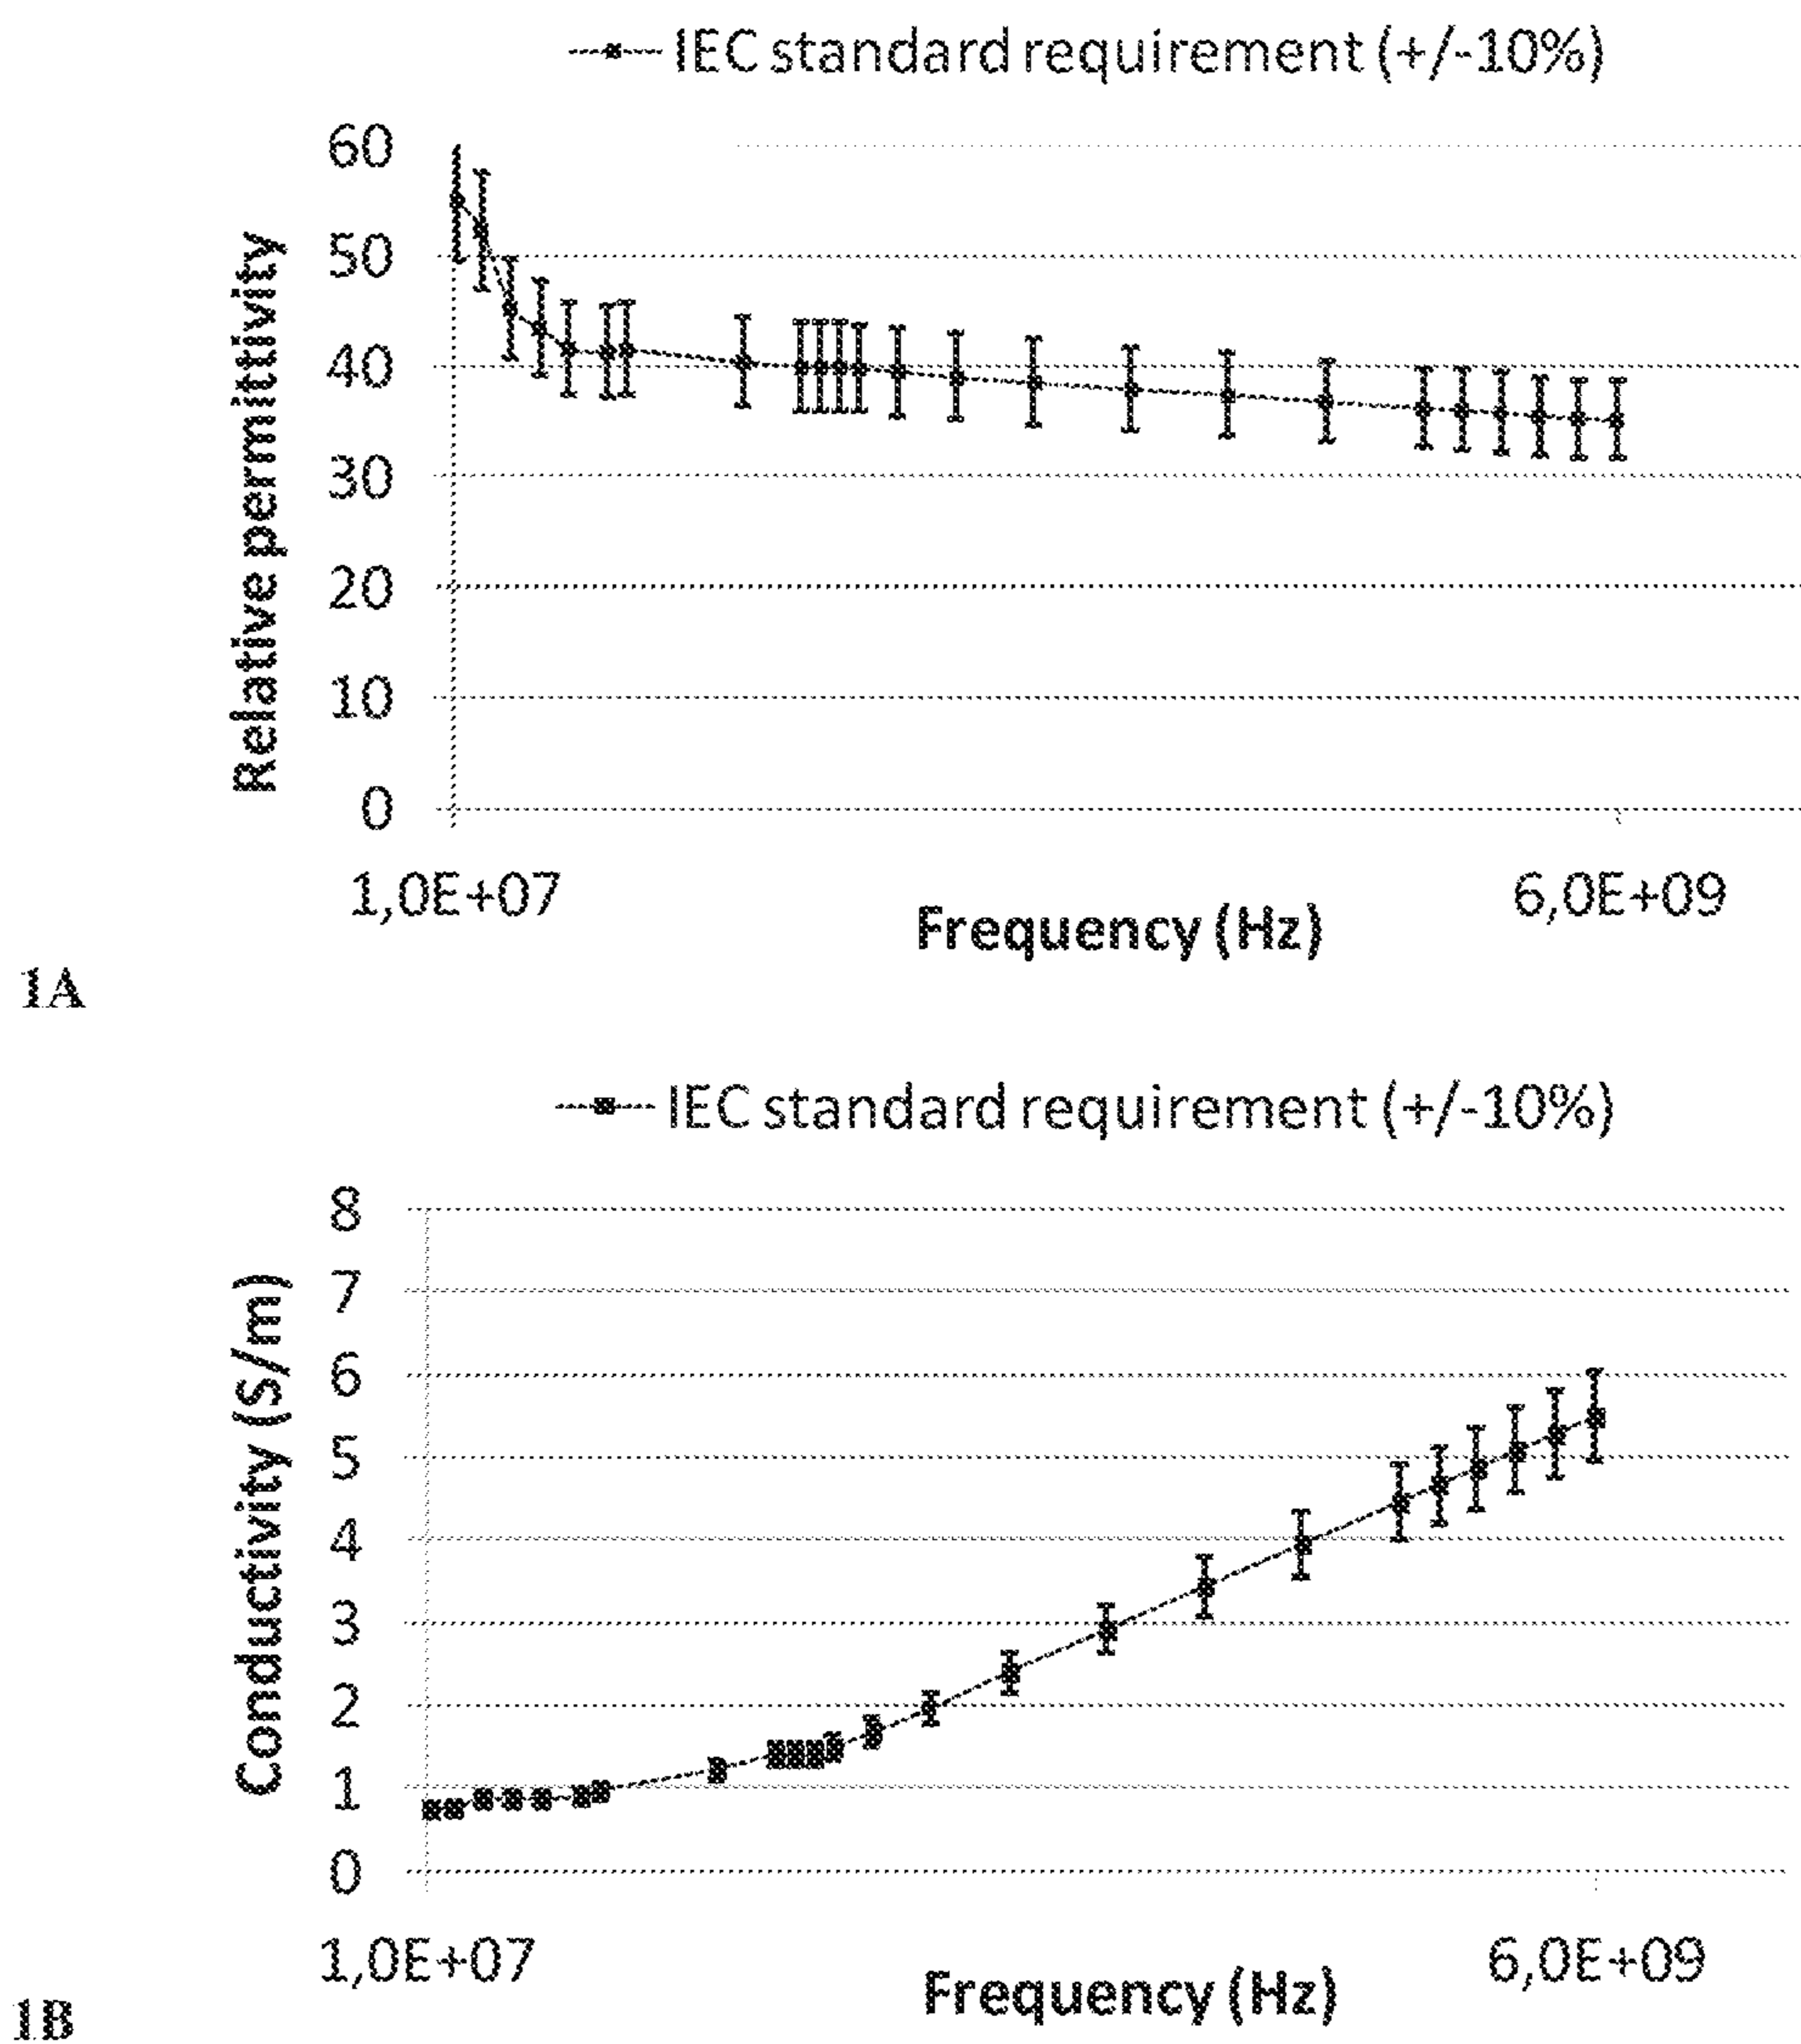 IEC standard requirement (+/-10%)
60
50
40
30
20
10
0
Relative permittivity
1,0E+07
6,0E+09
Frequency (Hz)
1A
IEC standard requirement (+/-10%)
8
7
6
5
4
3
2
1
0
Conductivity (S/m)
1,0E+07
6,0E+09
Frequency (Hz)
1B